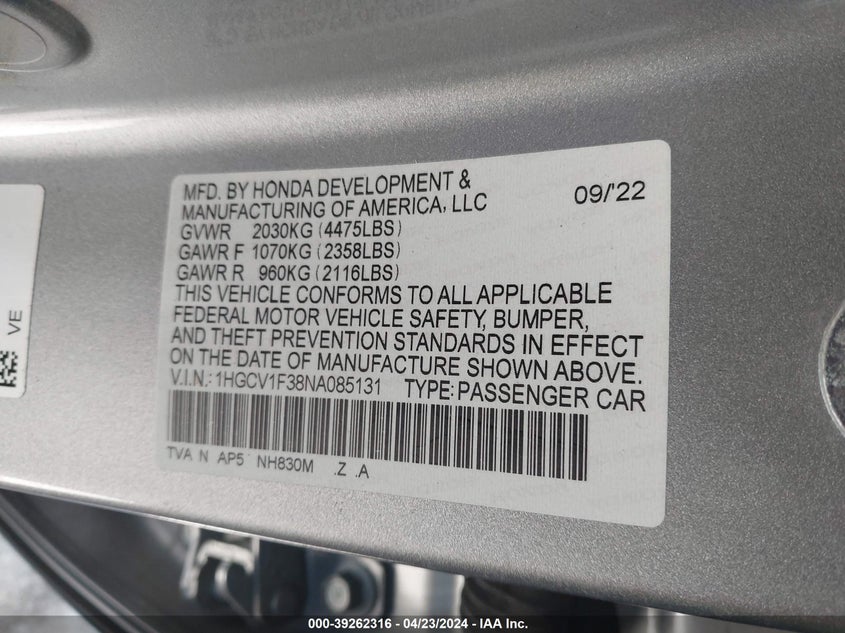 MFD. BY HONDA DEVELOPMENT &
MANUFACTURING OF AMERICA, LLC 09/'22
GVWR 2030KG (4475LBS)
GAWR F 1070KG (2358LBS)
GAWR R 960KG (2116LBS)
THIS VEHICLE CONFORMS TO ALL APPLICABLE
FEDERAL MOTOR VEHICLE SAFETY, BUMPER,
AND THEFT PREVENTION STANDARDS IN EFFECT
ON THE DATE OF MANUFACTURE SHOWN ABOVE.
V.I.N.: 1HGCV1F38NA085131 TYPE: PASSENGER CAR
TVA N AP5 NH830M .Z .A
VE
000-39262316 / 04/23/2024 - IAA Inc.